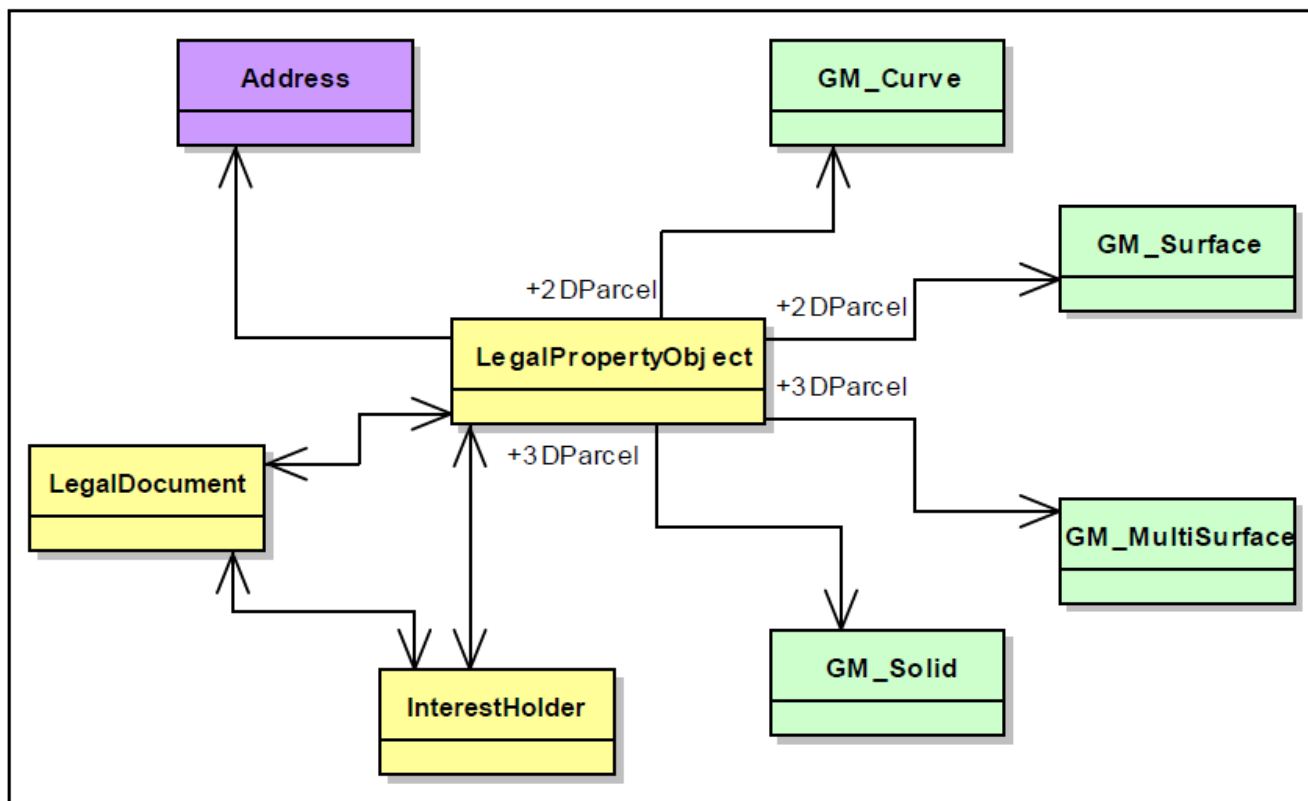 Address
GM_Curve
GM_Surface
+2DParcel
+2DParcel
LegalPropertyObject
+3DParcel
+3DParcel
LegalDocument
GM_MultiSurface
GM_Solid
InterestHolder